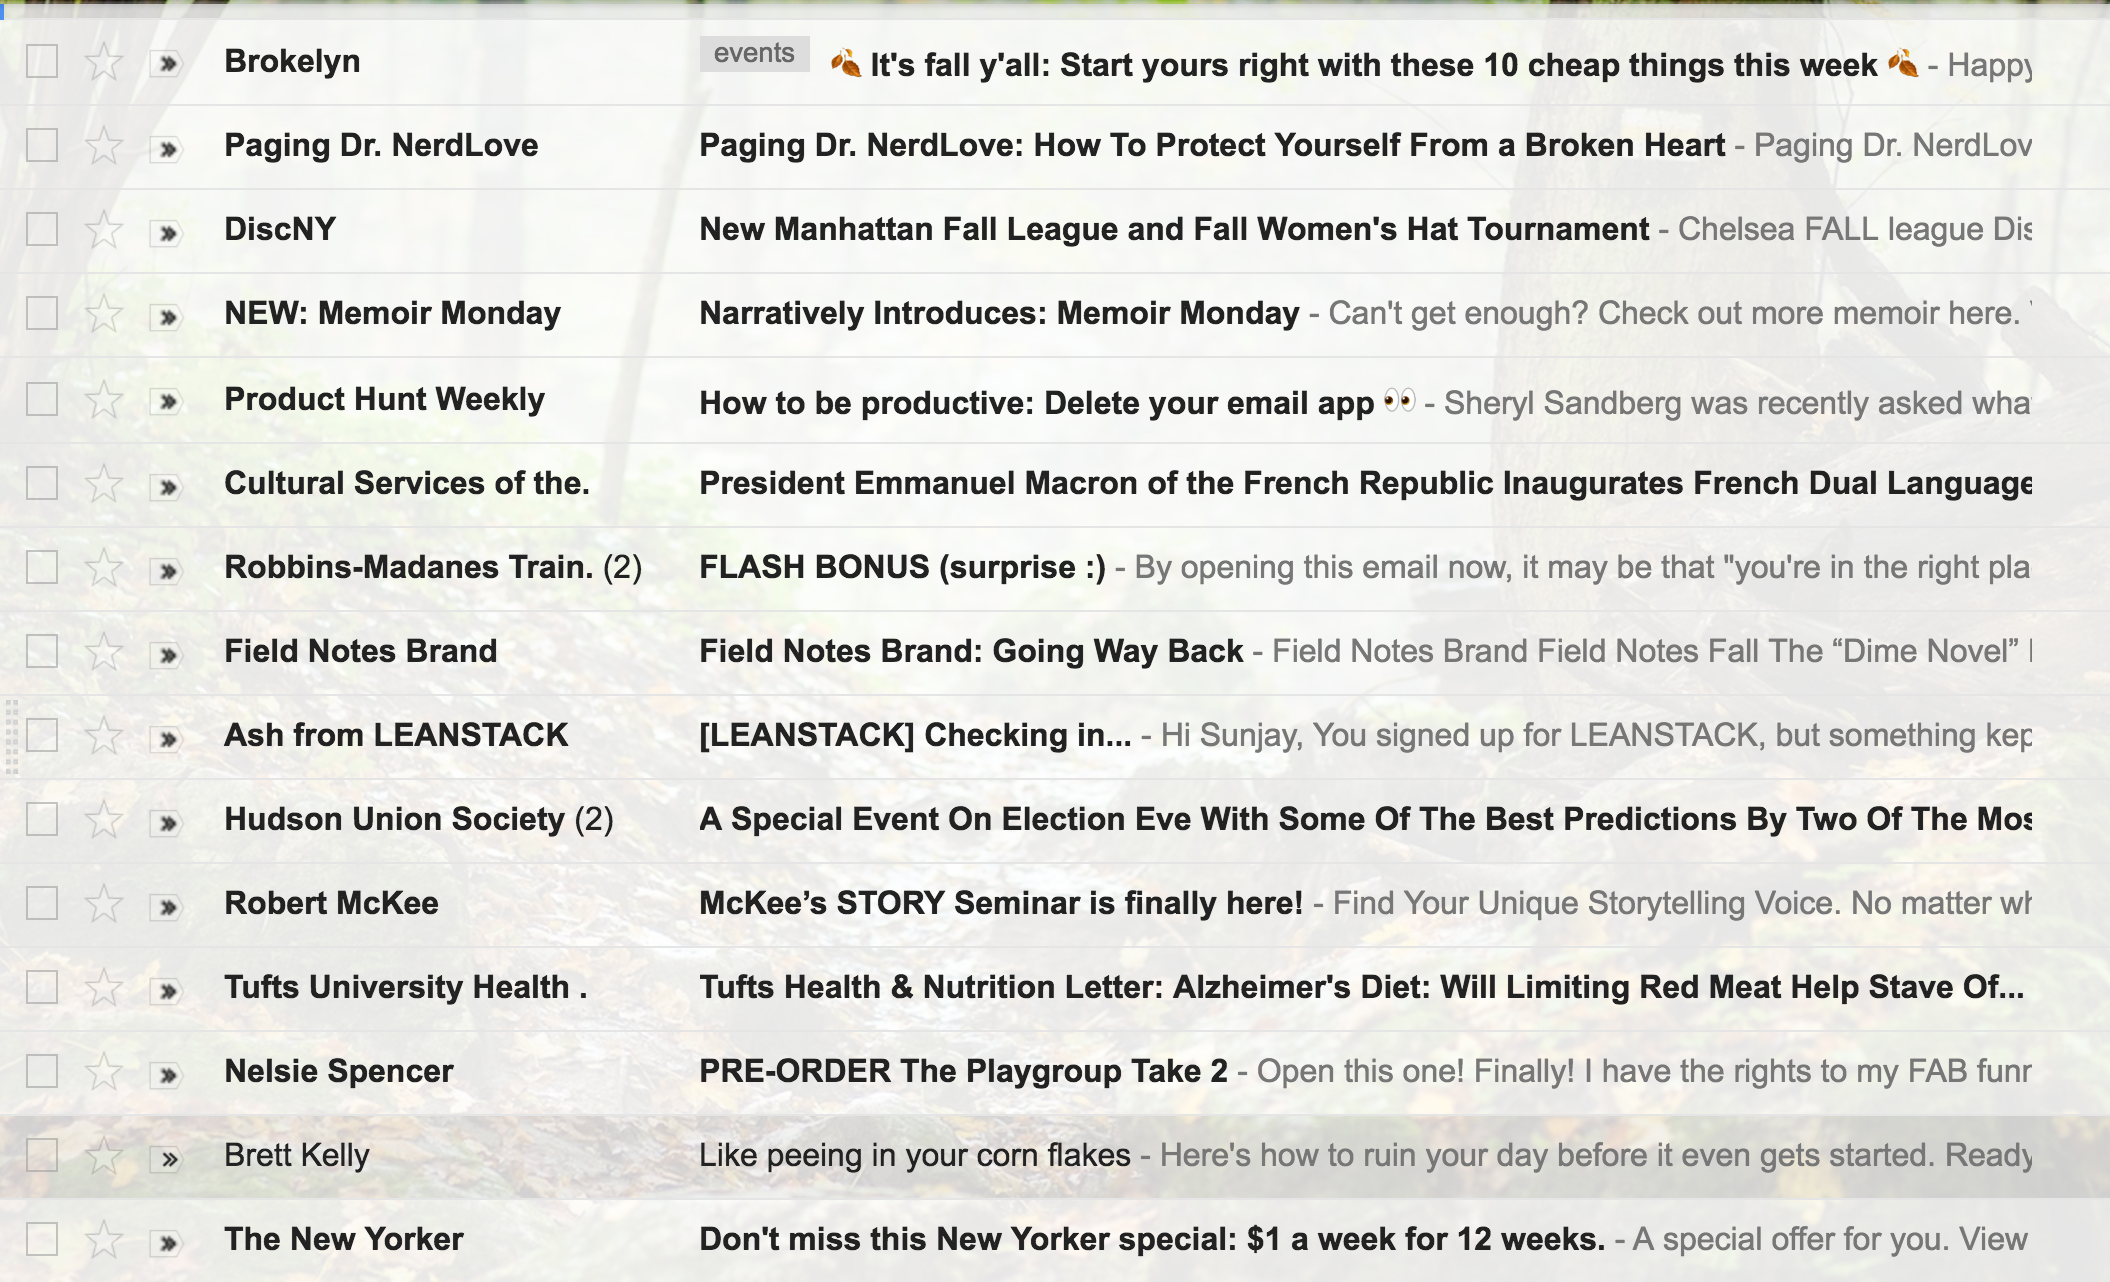 Brokelyn events 🍂 It's fall y'all: Start yours right with these 10 cheap things this week 🍂 - Happy
Paging Dr. NerdLove Paging Dr. NerdLove: How To Protect Yourself From a Broken Heart - Paging Dr. NerdLov
DiscNY New Manhattan Fall League and Fall Women's Hat Tournament - Chelsea FALL league Dis
NEW: Memoir Monday Narratively Introduces: Memoir Monday - Can't get enough? Check out more memoir here.
Product Hunt Weekly How to be productive: Delete your email app 👀 - Sheryl Sandberg was recently asked what
Cultural Services of the. President Emmanuel Macron of the French Republic Inaugurates French Dual Language
Robbins-Madanes Train. (2) FLASH BONUS (surprise :) - By opening this email now, it may be that "you're in the right pla
Field Notes Brand Field Notes Brand: Going Way Back - Field Notes Brand Field Notes Fall The “Dime Novel”
Ash from LEANSTACK [LEANSTACK] Checking in... - Hi Sunjay, You signed up for LEANSTACK, but something kep
Hudson Union Society (2) A Special Event On Election Eve With Some Of The Best Predictions By Two Of The Mos
Robert McKee McKee’s STORY Seminar is finally here! - Find Your Unique Storytelling Voice. No matter wh
Tufts University Health . Tufts Health & Nutrition Letter: Alzheimer's Diet: Will Limiting Red Meat Help Stave Of...
Nelsie Spencer PRE-ORDER The Playgroup Take 2 - Open this one! Finally! I have the rights to my FAB funn
Brett Kelly Like peeing in your corn flakes - Here's how to ruin your day before it even gets started. Ready
The New Yorker Don't miss this New Yorker special: $1 a week for 12 weeks. - A special offer for you. View